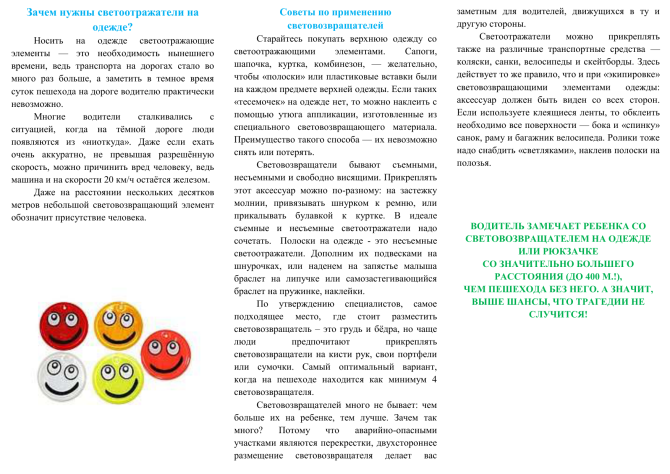 Зачем нужны светоотражатели на
одежде?
Носить на одежде светоотражающие
элементы — это необходимость нынешнего
времени, ведь транспорта на дорогах стало во
много раз больше, а заметить в темное время
суток пешехода на дороге водителю практически
невозможно.
Многие водители сталкивались с
ситуацией, когда на тёмной дороге люди
появляются из «ниоткуда». Даже если ехать
очень аккуратно, не превышая разрешённую
скорость, можно причинить вред человеку, ведь
машина и на скорости 20 км/ч остаётся железом.
Даже на расстоянии нескольких десятков
метров небольшой световозвращающий элемент
обозначит присутствие человека.
Советы по применению
световозвращателей
Старайтесь покупать верхнюю одежду со
светоотражающими элементами. Сапоги,
шапочка, куртка, комбинезон, — желательно,
чтобы «полоски» или пластиковые вставки были
на каждом предмете верхней одежды. Если таких
«тесемочек» на одежде нет, то можно наклеить с
помощью утюга аппликации, изготовленные из
специального световозвращающего материала.
Преимущество такого способа — их невозможно
снять или потерять.
Световозвращатели бывают съемными,
несъемными и свободно висящими. Прикреплять
этот аксессуар можно по-разному: на застежку
молнии, привязывать шнурком к ремню, или
прикалывать булавкой к куртке. В идеале
съемные и несъемные светоотражатели надо
сочетать. Полоски на одежде - это несъемные
светоотражатели. Дополним их подвесками на
шнурочках, или наденем на запястье малыша
браслет на липучке или самозастегивающийся
браслет на пружинке, наклейки.
По утверждению специалистов, самое
подходящее место, где стоит разместить
световозвращатель – это грудь и бёдра, но чаще
люди предпочитают прикреплять
световозвращатели на кисти рук, свои портфели
или сумочки. Самый оптимальный вариант,
когда на пешеходе находится как минимум 4
световозвращателя.
Световозвращателей много не бывает: чем
больше их на ребенке, тем лучше. Зачем так
много? Потому что аварийно-опасными
участками являются перекрестки, двухстороннее
размещение световозвращателя делает вас
заметным для водителей, движущихся в ту и
другую стороны.
Светоотражатели можно прикреплять
также на различные транспортные средства —
коляски, санки, велосипеды и скейтборды. Здесь
действует то же правило, что и при «экипировке»
световозвращающими элементами одежды:
аксессуар должен быть виден со всех сторон.
Если используете клеящиеся ленты, то обклеить
необходимо все поверхности — бока и «спинку»
санок, раму и багажник велосипеда. Ролики тоже
надо снабдить «светляками», наклеив полоски на
полозья.
ВОДИТЕЛЬ ЗАМЕЧАЕТ РЕБЕНКА СО
СВЕТОВОЗВРАЩАТЕЛЕМ НА ОДЕЖДЕ
ИЛИ РЮКЗАЧКЕ
СО ЗНАЧИТЕЛЬНО БОЛЬШЕГО
РАССТОЯНИЯ (ДО 400 М.!),
ЧЕМ ПЕШЕХОДА БЕЗ НЕГО. А ЗНАЧИТ,
ВЫШЕ ШАНСЫ, ЧТО ТРАГЕДИИ НЕ
СЛУЧИТСЯ!